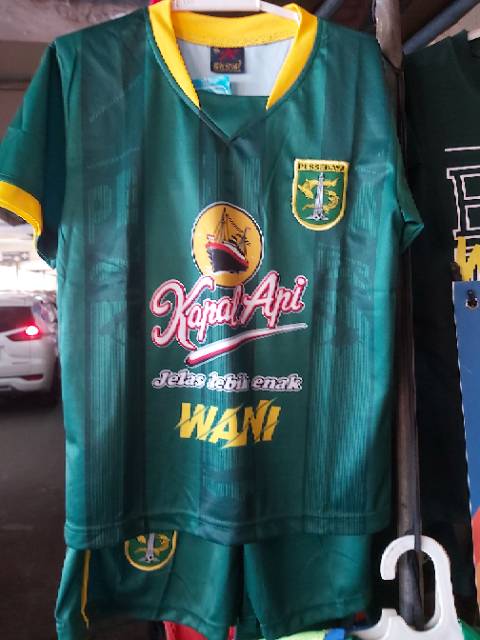 PERSEBAYA
Kapal Api
Jelas lebih enak
WANI